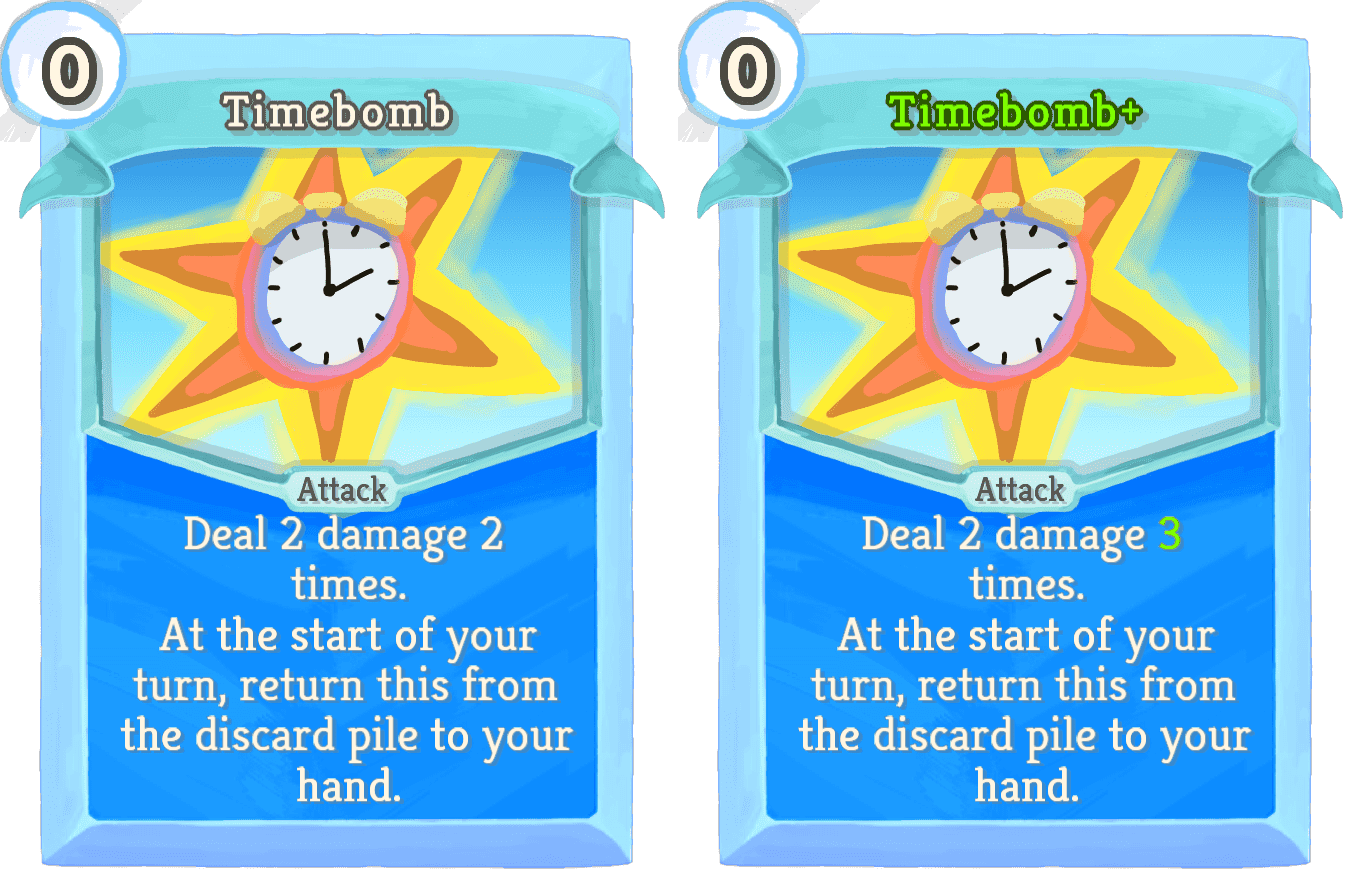 0
Timebomb
Attack
Deal 2 damage 2
times.
At the start of your
turn, return this from
the discard pile to your
hand.
0
Timebomb+
Attack
Deal 2 damage 3
times.
At the start of your
turn, return this from
the discard pile to your
hand.